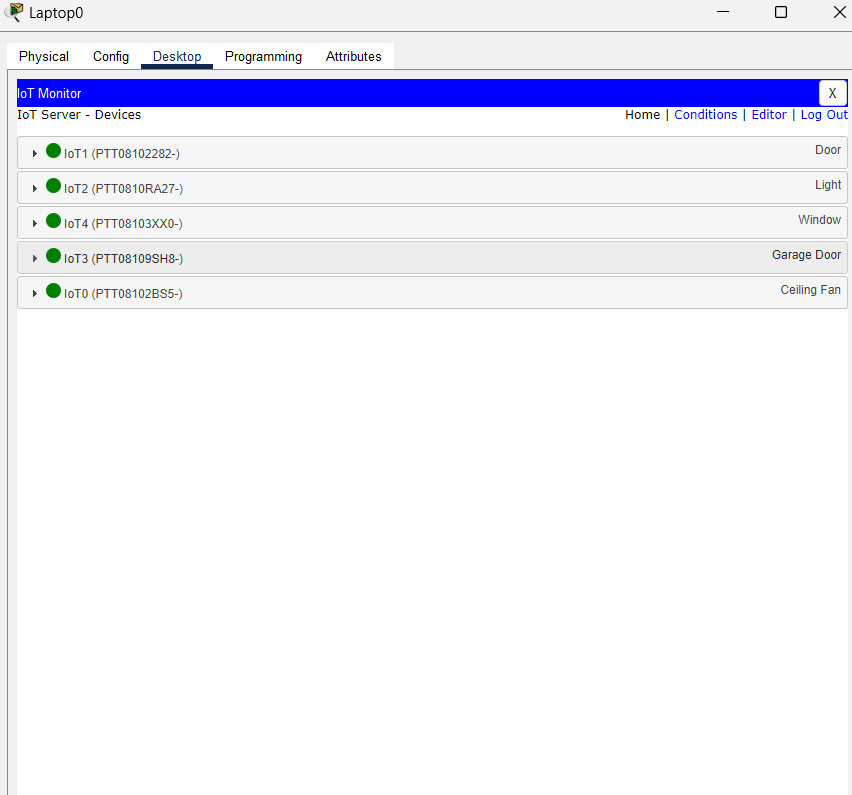 Laptop0
Physical Config Desktop Programming Attributes
IoT Monitor X
IoT Server - Devices Home | Conditions | Editor | Log Out
IoT1 (PTT08102282-) Door
IoT2 (PTT0810RA27-) Light
IoT4 (PTT08103XX0-) Window
IoT3 (PTT08109SH8-) Garage Door
IoT0 (PTT08102BS5-) Ceiling Fan